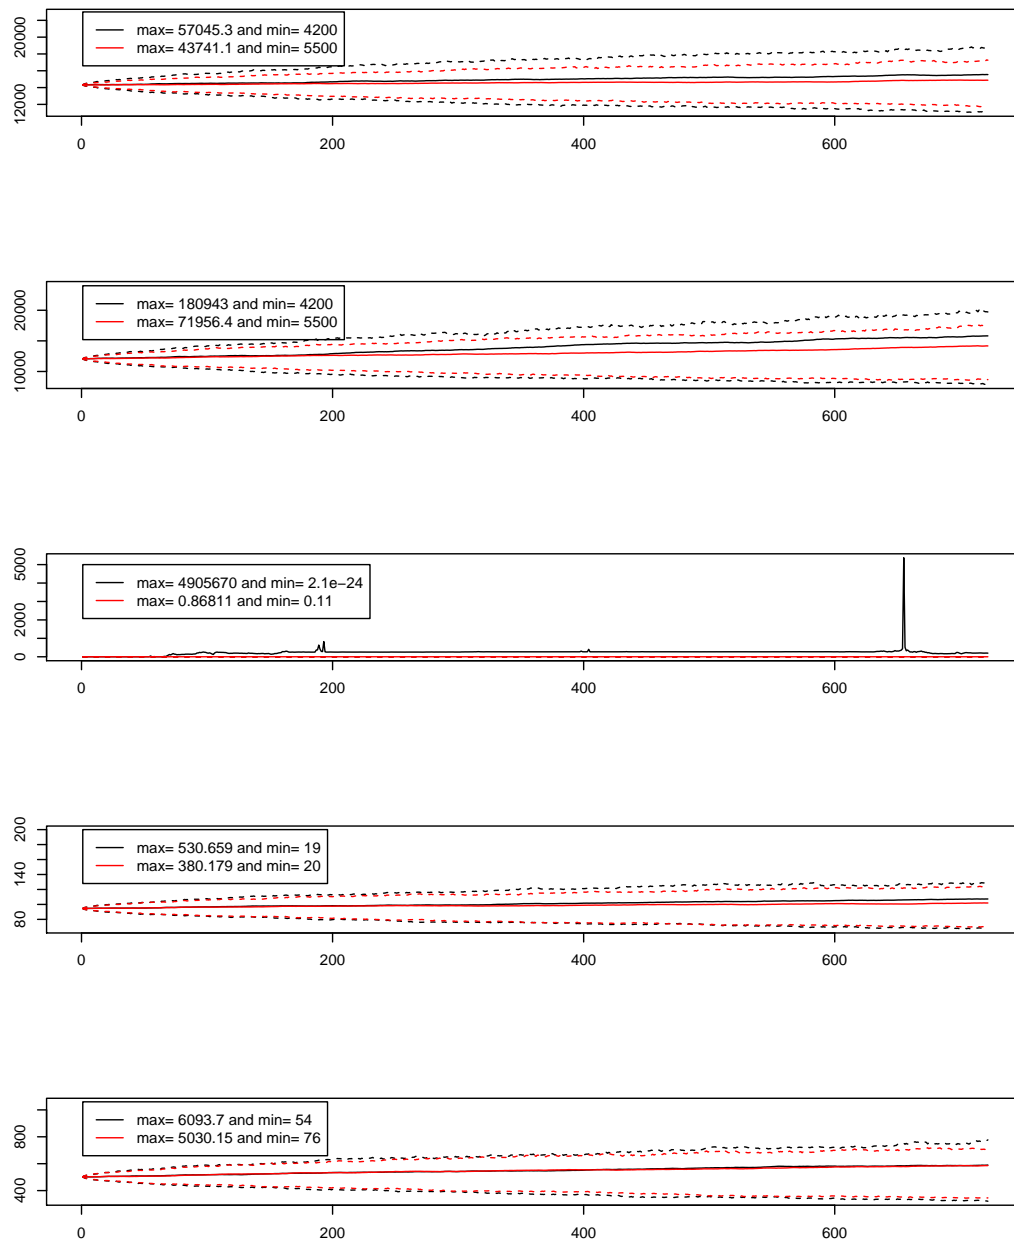 20000
12000
max= 57045.3 and min= 4200
max= 43741.1 and min= 5500
0 200 400 600
20000
10000
max= 180943 and min= 4200
max= 71956.4 and min= 5500
0 200 400 600
5000
2000
0
max= 4905670 and min= 2.1e−24
max= 0.86811 and min= 0.11
0 200 400 600
200
140
80
max= 530.659 and min= 19
max= 380.179 and min= 20
0 200 400 600
800
400
max= 6093.7 and min= 54
max= 5030.15 and min= 76
0 200 400 600